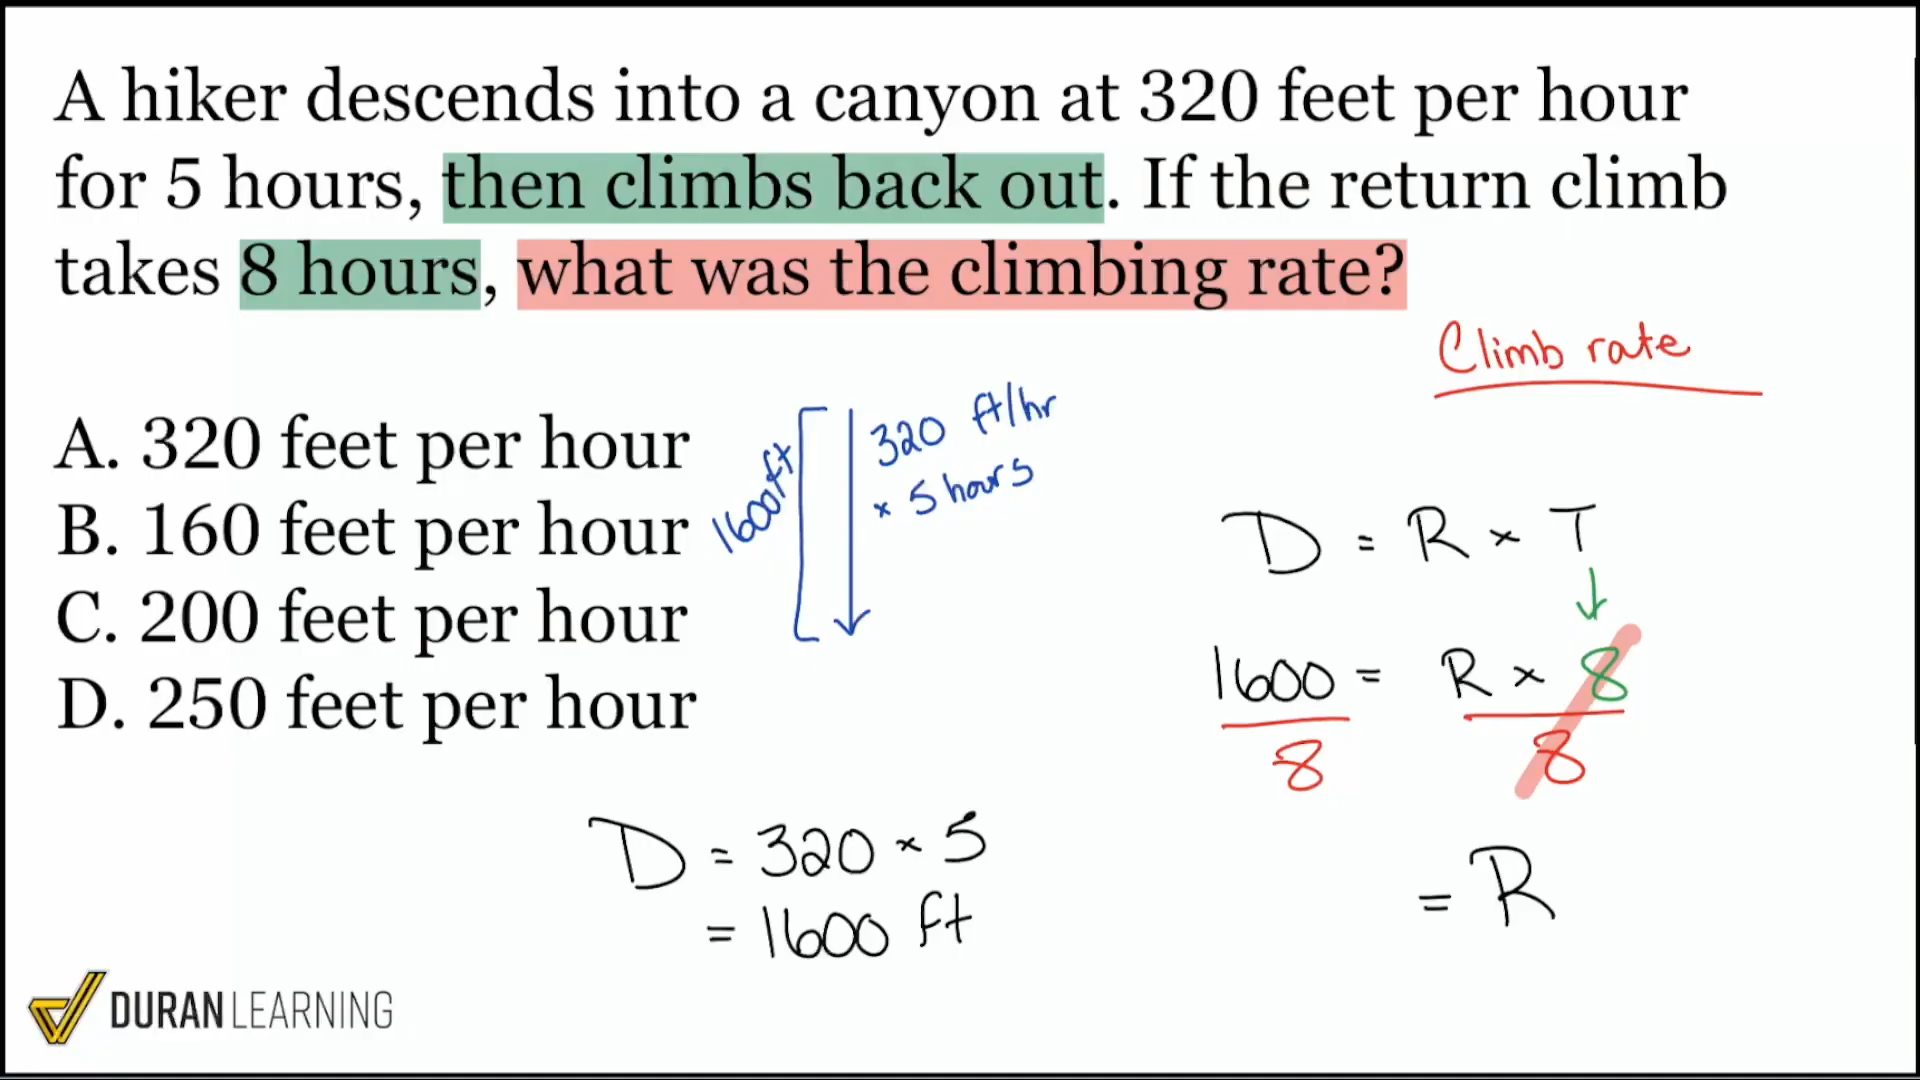 A hiker descends into a canyon at 320 feet per hour
for 5 hours, then climbs back out. If the return climb
takes 8 hours, what was the climbing rate?
Climb rate
A. 320 feet per hour
B. 160 feet per hour
C. 200 feet per hour
D. 250 feet per hour
1600ft
320 ft/hr
× 5 hours
D = R × T
1600 = R × 8
8 8
= R
D = 320 × 5
= 1600 ft
DURAN LEARNING